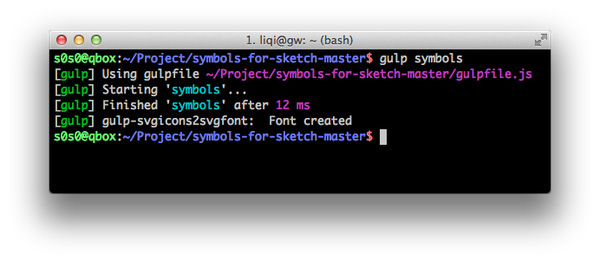 1. liqi@gw: ~ (bash)
s0s0@qbox:~/Project/symbols-for-sketch-master$ gulp symbols
[gulp] Using gulpfile ~/Project/symbols-for-sketch-master/gulpfile.js
[gulp] Starting 'symbols'...
[gulp] Finished 'symbols' after 12 ms
[gulp] gulp-svgicons2svgfont:  Font created
s0s0@qbox:~/Project/symbols-for-sketch-master$